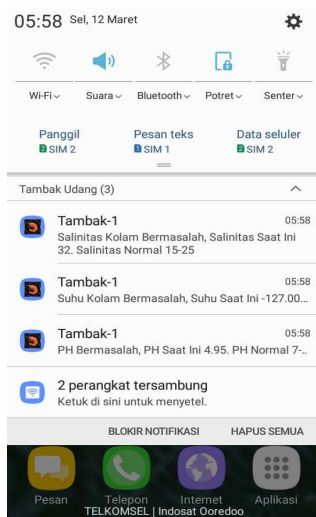 05:58 Sel, 12 Maret
Wi-Fi Suara Bluetooth Potret Senter
Panggil Pesan teks Data seluler
2 SIM 2 1 SIM 1 2 SIM 2
Tambak Udang (3)
Tambak-1 05:58
Salinitas Kolam Bermasalah, Salinitas Saat Ini
32. Salinitas Normal 15-25
Tambak-1 05:58
Suhu Kolam Bermasalah, Suhu Saat Ini -127.00...
Tambak-1 05:58
PH Bermasalah, PH Saat Ini 4.95. PH Normal 7-..
2 perangkat tersambung
Ketuk di sini untuk menyetel.
BLOKIR NOTIFIKASI HAPUS SEMUA
Pesan Telepon Internet Aplikasi
TELKOMSEL | Indosat Ooredoo